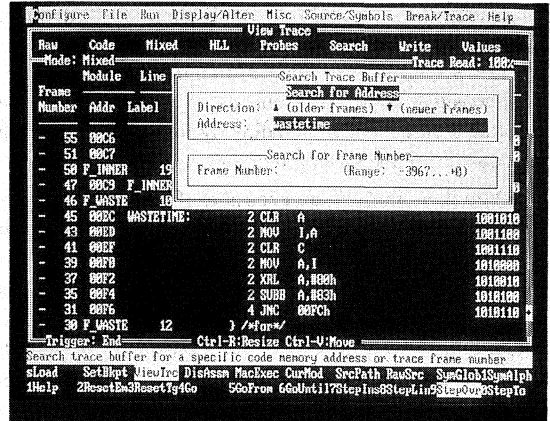 Configure File Run Display/Alter Misc Source/Symbols Break/Trace Help
View Trace
Raw Code Mixed HLL Probes Search Write Values
Mode: Mixed Trace Read: 100%
Module Line
Frame
Number Addr Label
Search Trace Buffer
Search for Address
Direction: ▲ (older frames) ▼ (newer frames)
Address: wastetime
Search for Frame Number
Frame Number: (Range: -3967...+0)
- 55 00C6
- 51 00C7
- 50 F_INNER 19
- 47 00C9 F_INNER
- 46 F_WASTE 10
- 45 00EC WASTETIME: 2 CLR A 1001010
- 43 00ED 2 MOV I,A 1001100
- 41 00EF 2 CLR C 1001110
- 39 00F0 2 MOV A,I 1010000
- 37 00F2 2 XRL A,#80h 1010010
- 35 00F4 2 SUBB A,#83h 1010100
- 31 00F6 4 JNC 00FCh 1010110
- 30 F_WASTE 12 } /*for*/
Trigger: End Ctrl-R:Resize Ctrl-V:Move
Search trace buffer for a specific code memory address or trace frame number
sLoad SetBkpt ViewTrc DisAssm MacExec CurMod SrcPath RawSrc SymGlob1SymAlph
1Help 2ResetEm3ResetTg4Go 5GoFrom 6GoUntil7StepIns8StepLin9StepOvr0StepTo